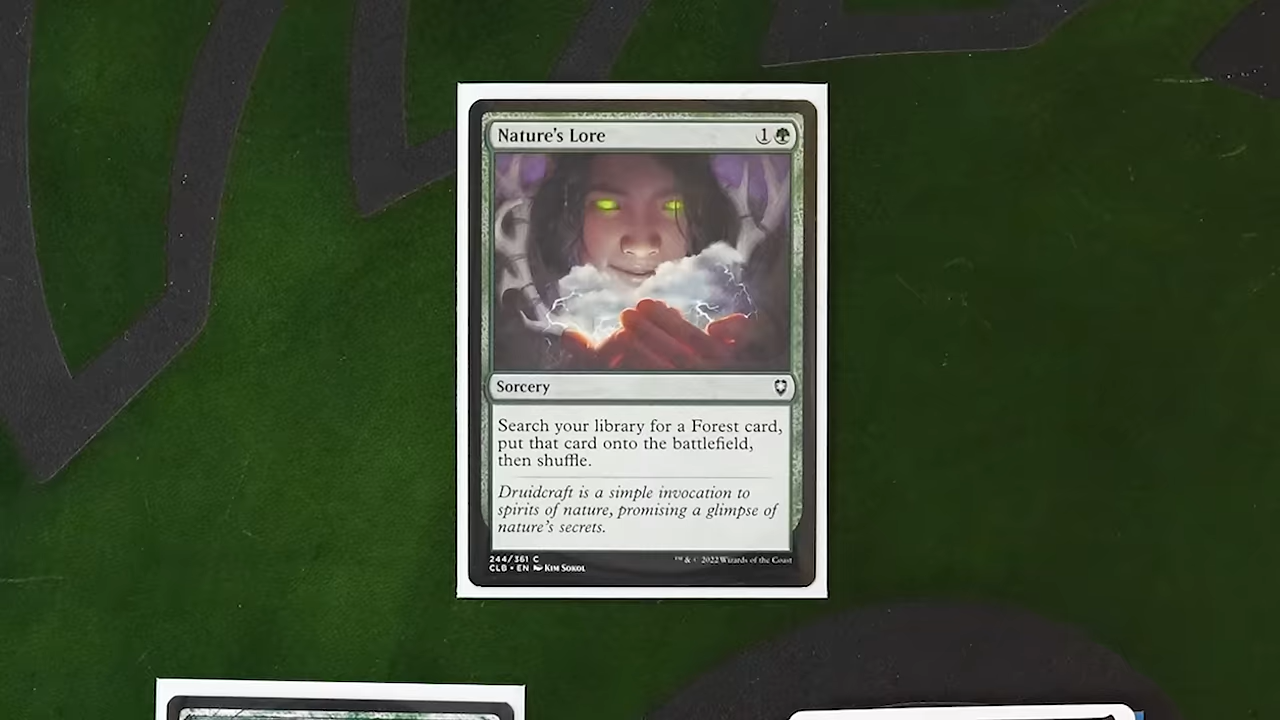 Nature's Lore 1
Sorcery
Search your library for a Forest card,
put that card onto the battlefield,
then shuffle.
Druidcraft is a simple invocation to
spirits of nature, promising a glimpse of
nature's secrets.
244/361 C
CLB • EN Kim Sokol
™ & © 2022 Wizards of the Coast